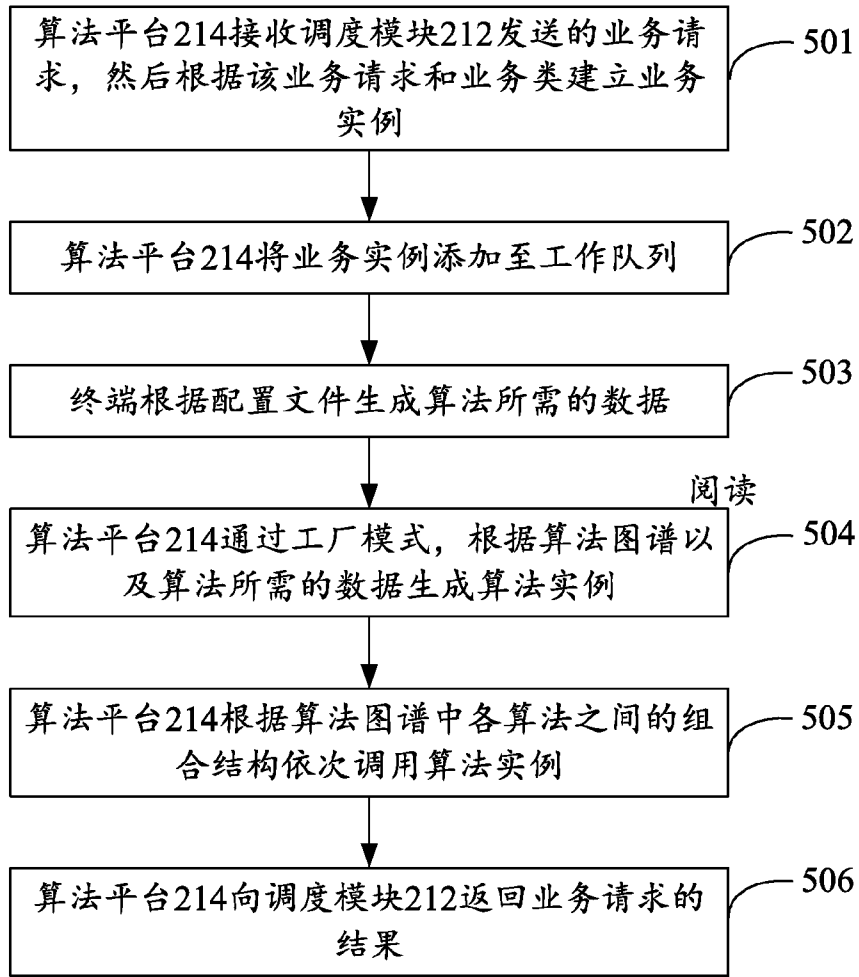 算法平台214接收调度模块212发送的业务请
求，然后根据该业务请求和业务类建立业务
实例
501
算法平台214将业务实例添加至工作队列
502
终端根据配置文件生成算法所需的数据
503
阅读
算法平台214通过工厂模式，根据算法图谱以
及算法所需的数据生成算法实例
504
算法平台214根据算法图谱中各算法之间的组
合结构依次调用算法实例
505
算法平台214向调度模块212返回业务请求的
结果
506